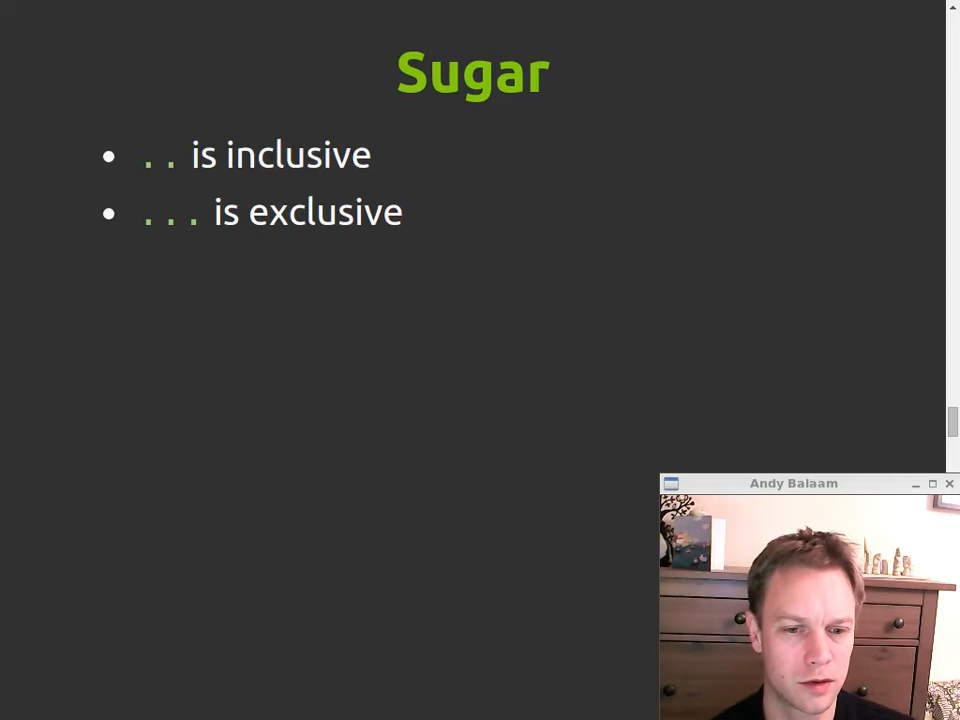 Sugar
• .. is inclusive
• ... is exclusive
Andy Balaam